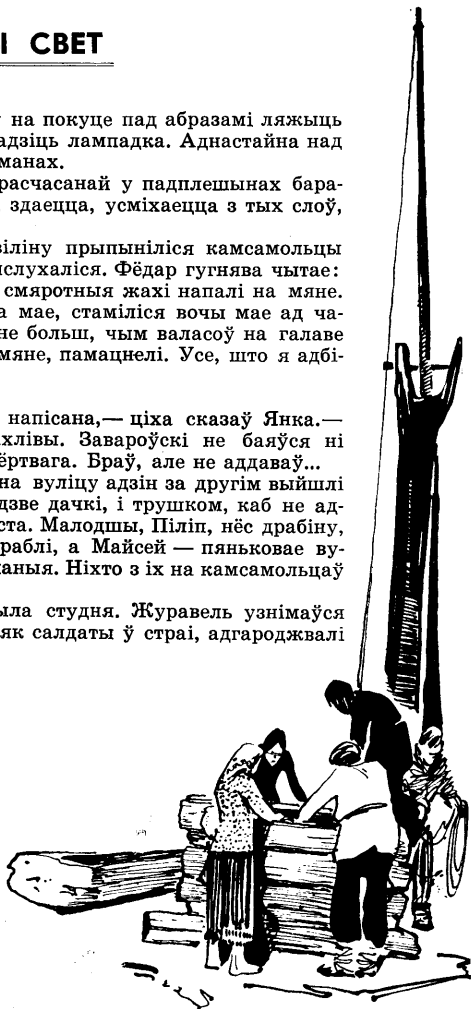 І СВЕТ
на покуце пад абразамі ляжыць
адзіць лампадка. Аднастайна над
манах.
расчасанай у падплешынах бара-
здаецца, усміхаецца з тых слоў,
віліну прыпыніліся камсамольцы
іслухаліся. Фёдар гугнява чытае:
смяротныя жахі напалі на мяне.
а мае, стаміліся вочы мае ад ча-
не больш, чым валасоў на галаве
мяне, памацнелі. Усе, што я адбі-
напісана,— ціха сказаў Янка.—
ахлівы. Завароўскі не баяўся ні
ёртвага. Браў, але не аддаваў...
на вуліцу адзін за другім выйшлі
дзве дачкі, і трушком, каб не ад-
ста. Малодшы, Піліп, нёс драбіну,
раблі, а Майсей — пяньковае ву-
каныя. Ніхто з іх на камсамольцаў
ыла студня. Журавель узнімаўся
як салдаты ў страі, адгароджвалі